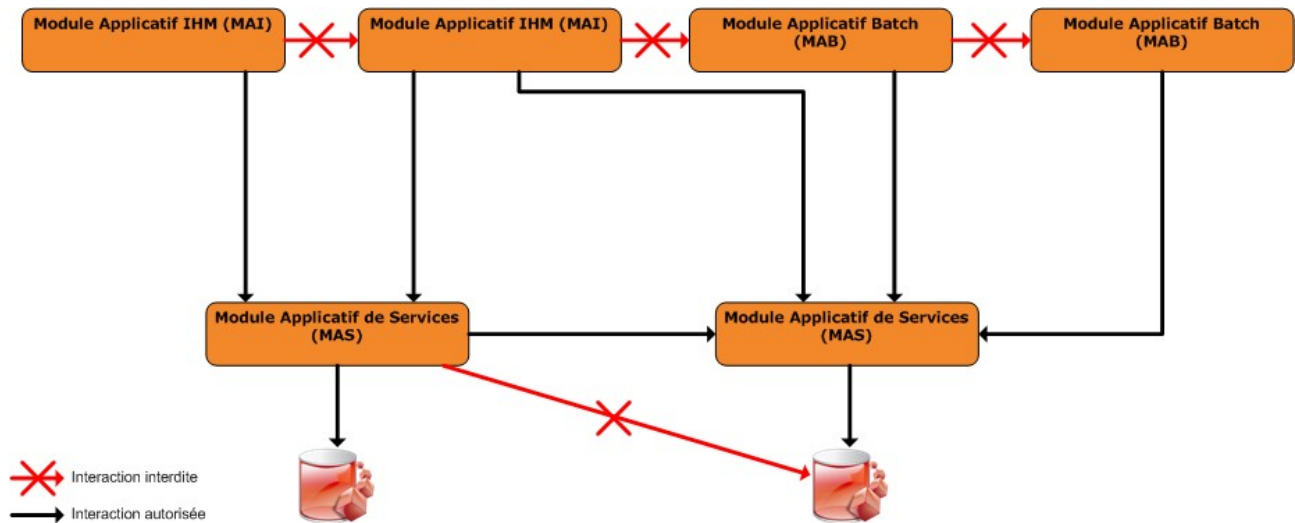 Module Applicatif IHM (MAI)
Module Applicatif IHM (MAI)
Module Applicatif Batch
(MAB)
Module Applicatif Batch
(MAB)
Module Applicatif de Services
(MAS)
Module Applicatif de Services
(MAS)
Interaction interdite
Interaction autorisée